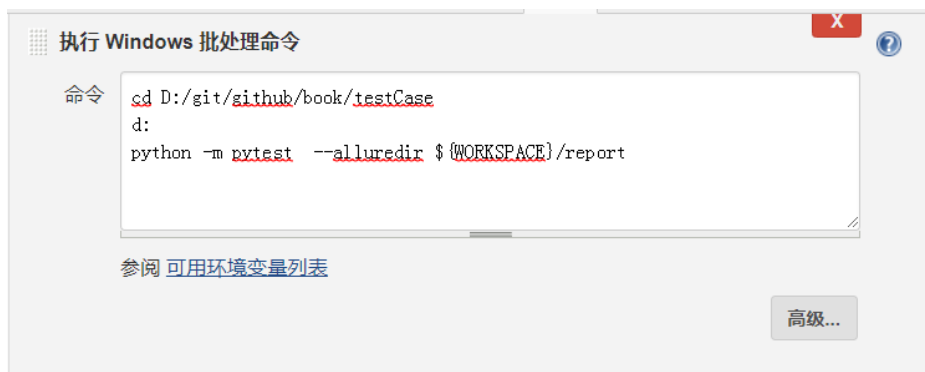 X
执行 Windows 批处理命令
命令
cd D:/git/github/book/testCase
d:
python -m pytest  --alluredir ${WORKSPACE}/report
参阅 可用环境变量列表
高级...